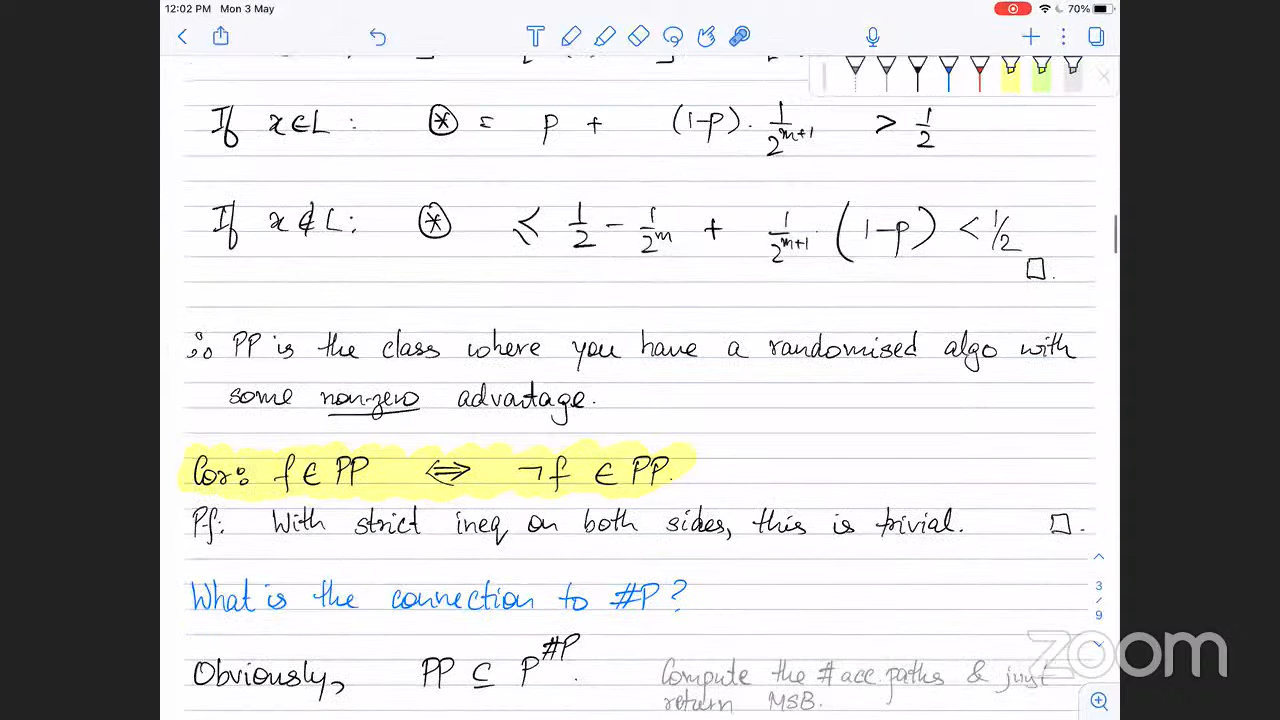 12:02 PM Mon 3 May
70%
If x∈L : ⊛ = p + (1-p) · 1/2^{m+1} > 1/2
If x∉L : ⊛ ≤ 1/2 - 1/2^m + 1/2^{m+1} · (1-p) < 1/2
□.
∴ PP is the class where you have a randomised algo with
some non-zero advantage.
Cor: f ∈ PP ⟺ ¬f ∈ PP.
Pf: With strict ineq on both sides, this is trivial. □.
What is the connection to #P?
Obviously, PP ⊆ P^{#P}.
Compute the # acc paths & just
return MSB.
3
/
9
zoom